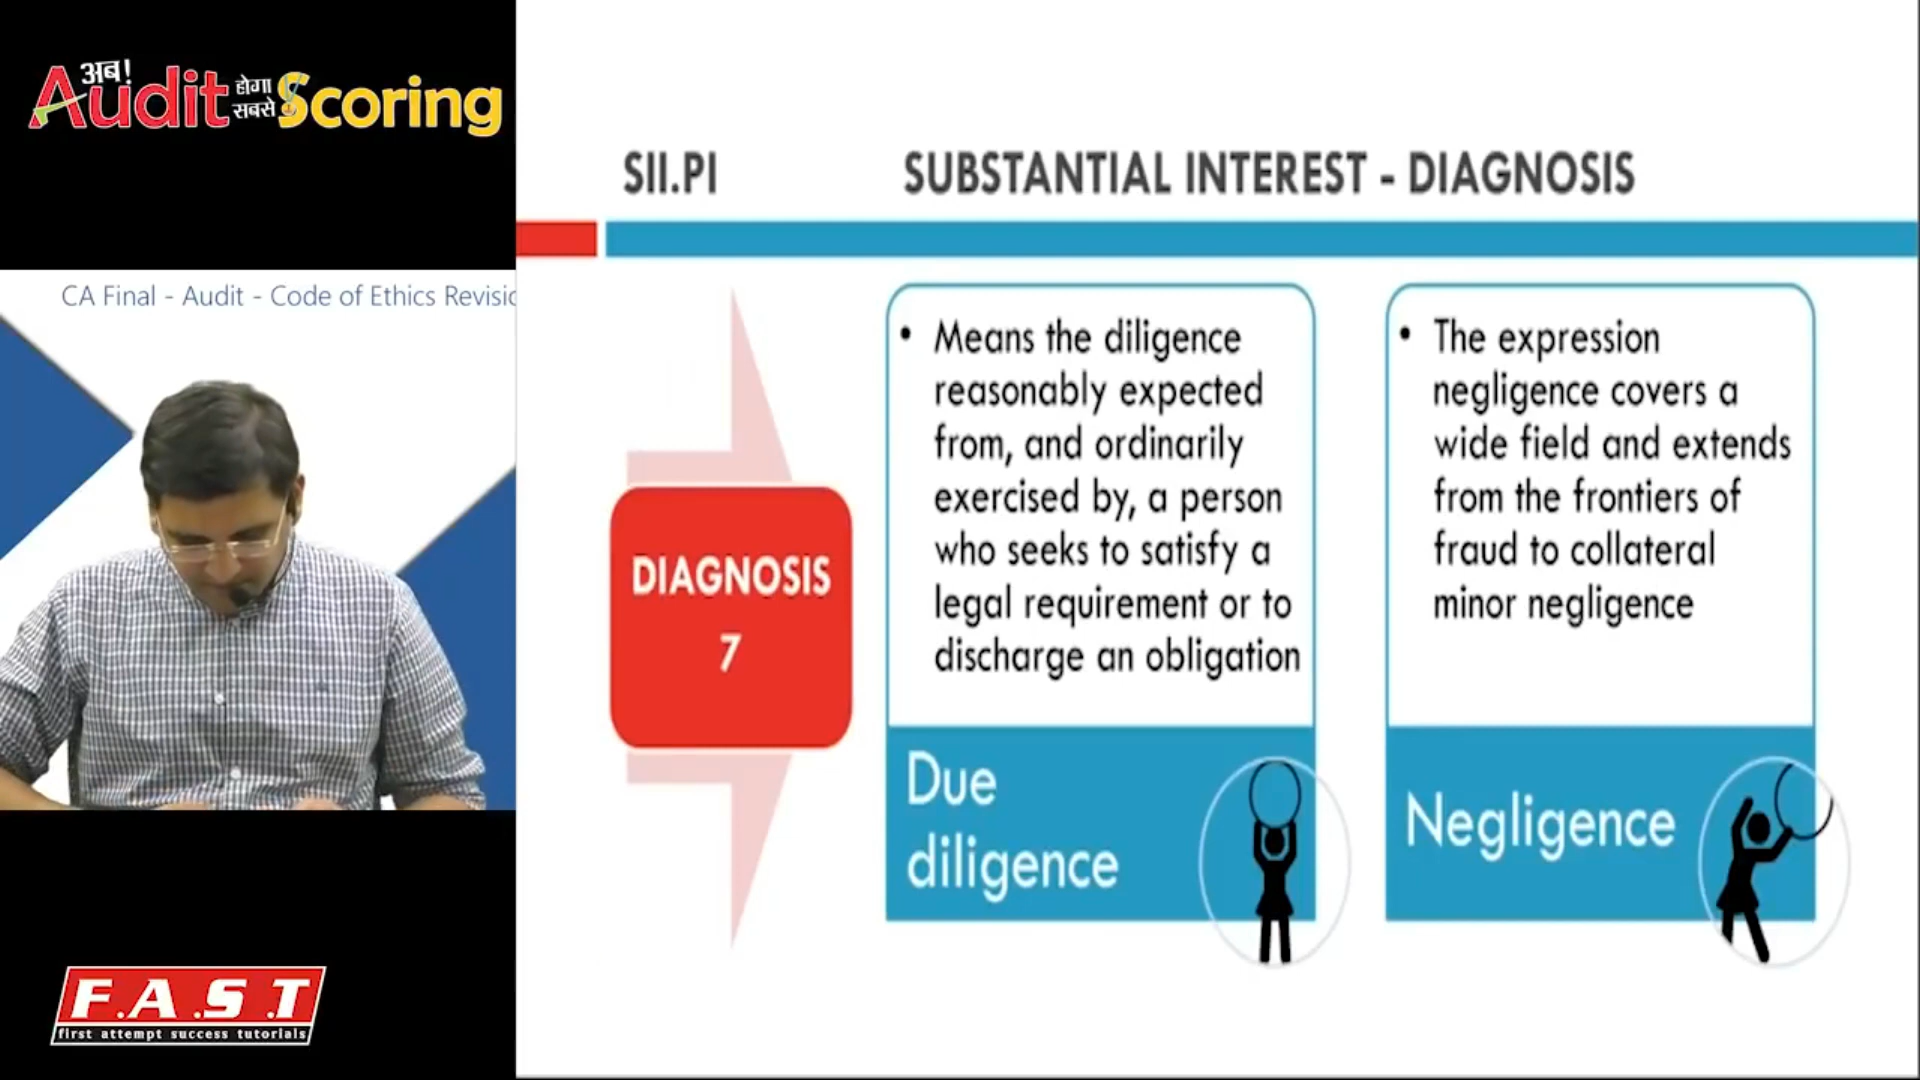 अब!
Audit होगा सबसे Scoring
CA Final - Audit - Code of Ethics Revisio
F.A.S.T
first attempt success tutorials
SII.PI
SUBSTANTIAL INTEREST - DIAGNOSIS
DIAGNOSIS
7
• Means the diligence
reasonably expected
from, and ordinarily
exercised by, a person
who seeks to satisfy a
legal requirement or to
discharge an obligation
Due
diligence
• The expression
negligence covers a
wide field and extends
from the frontiers of
fraud to collateral
minor negligence
Negligence